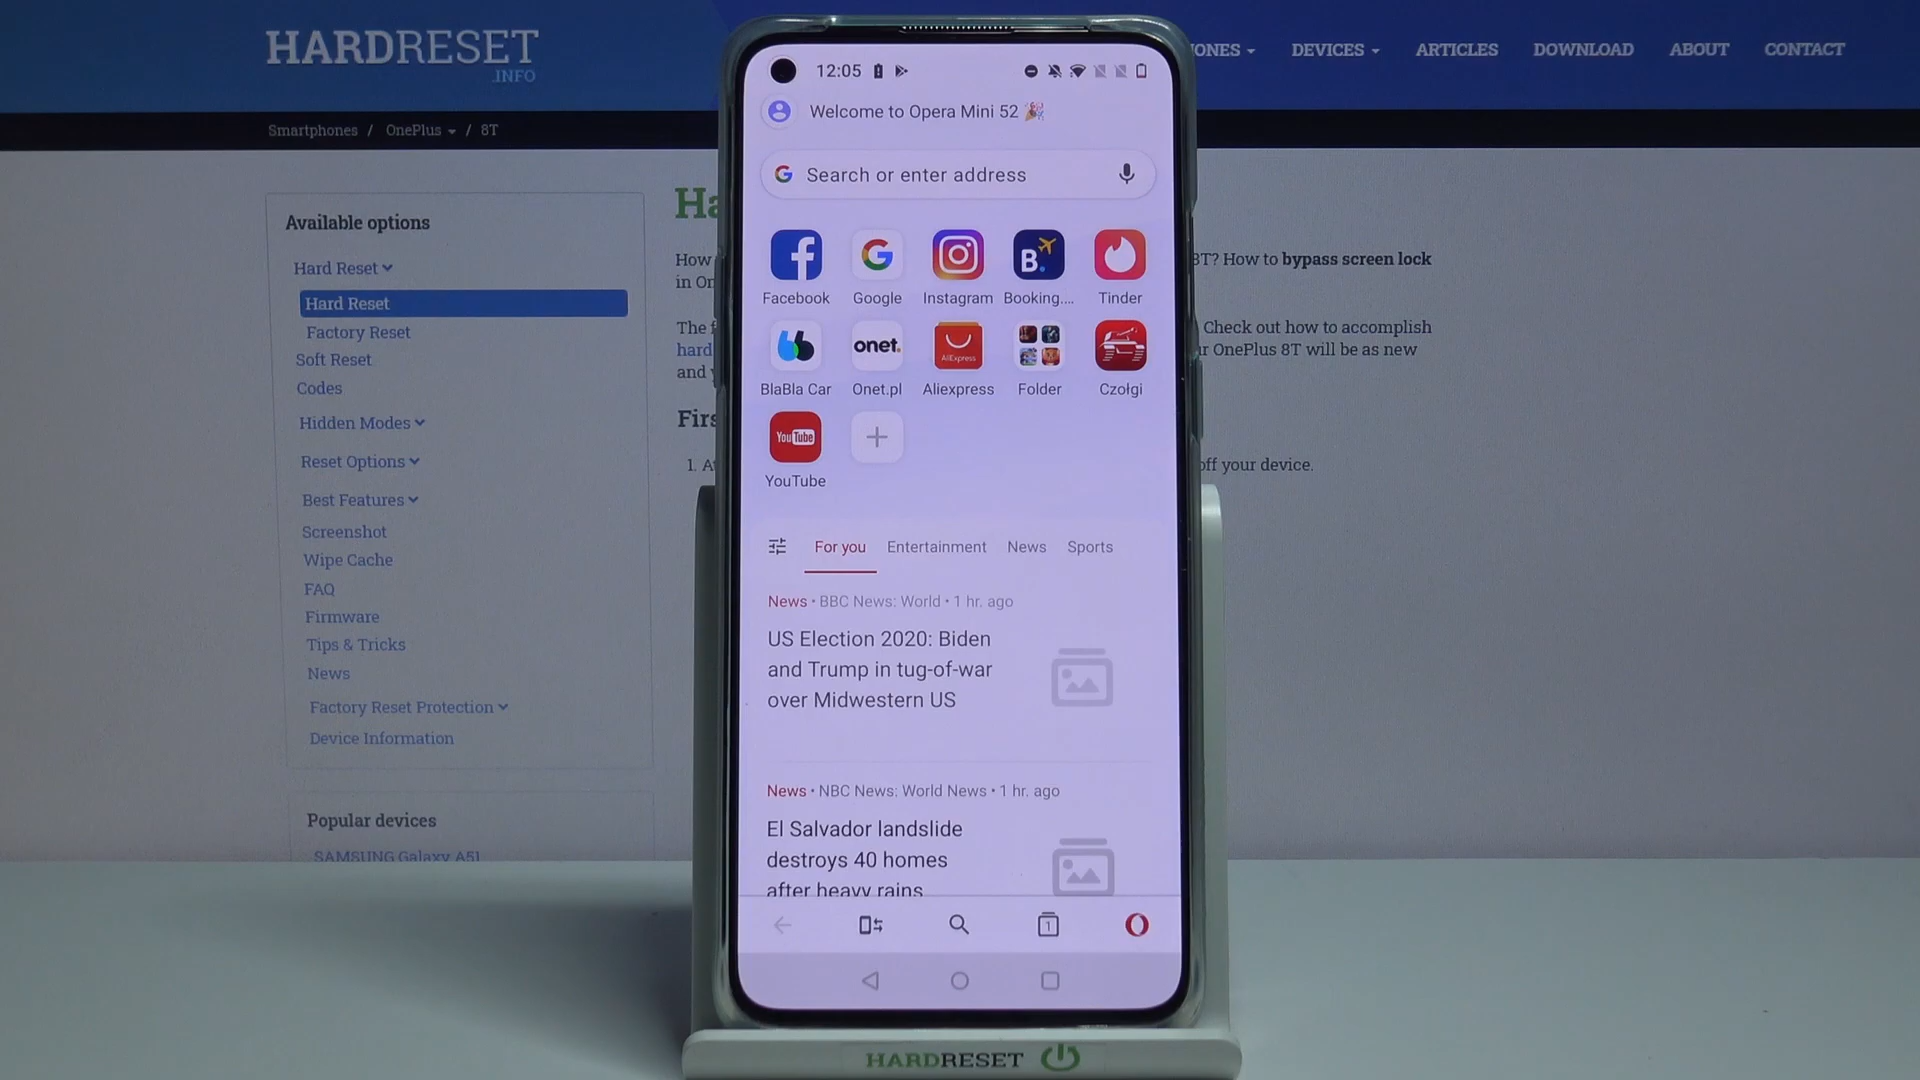 HARDRESET
.INFO
ONES
DEVICES
ARTICLES
DOWNLOAD
ABOUT
CONTACT
Smartphones / OnePlus / 8T
Available options
Hard Reset
Hard Reset
Factory Reset
Soft Reset
Codes
Hidden Modes
Reset Options
Best Features
Screenshot
Wipe Cache
FAQ
Firmware
Tips & Tricks
News
Factory Reset Protection
Device Information
Popular devices
SAMSUNG Galaxy A51
Ha
How
8T? How to bypass screen lock
in On
The f
Check out how to accomplish
hard
r OnePlus 8T will be as new
and y
Firs
1. A
off your device.
12:05
Welcome to Opera Mini 52
Search or enter address
B.
Facebook
Google
Instagram
Booking....
Tinder
onet.
AliExpress
BlaBla Car
Onet.pl
Aliexpress
Folder
Czołgi
YouTube
YouTube
For you
Entertainment
News
Sports
News • BBC News: World • 1 hr. ago
US Election 2020: Biden
and Trump in tug-of-war
over Midwestern US
News • NBC News: World News • 1 hr. ago
El Salvador landslide
destroys 40 homes
after heavy rains
1
HARDRESET